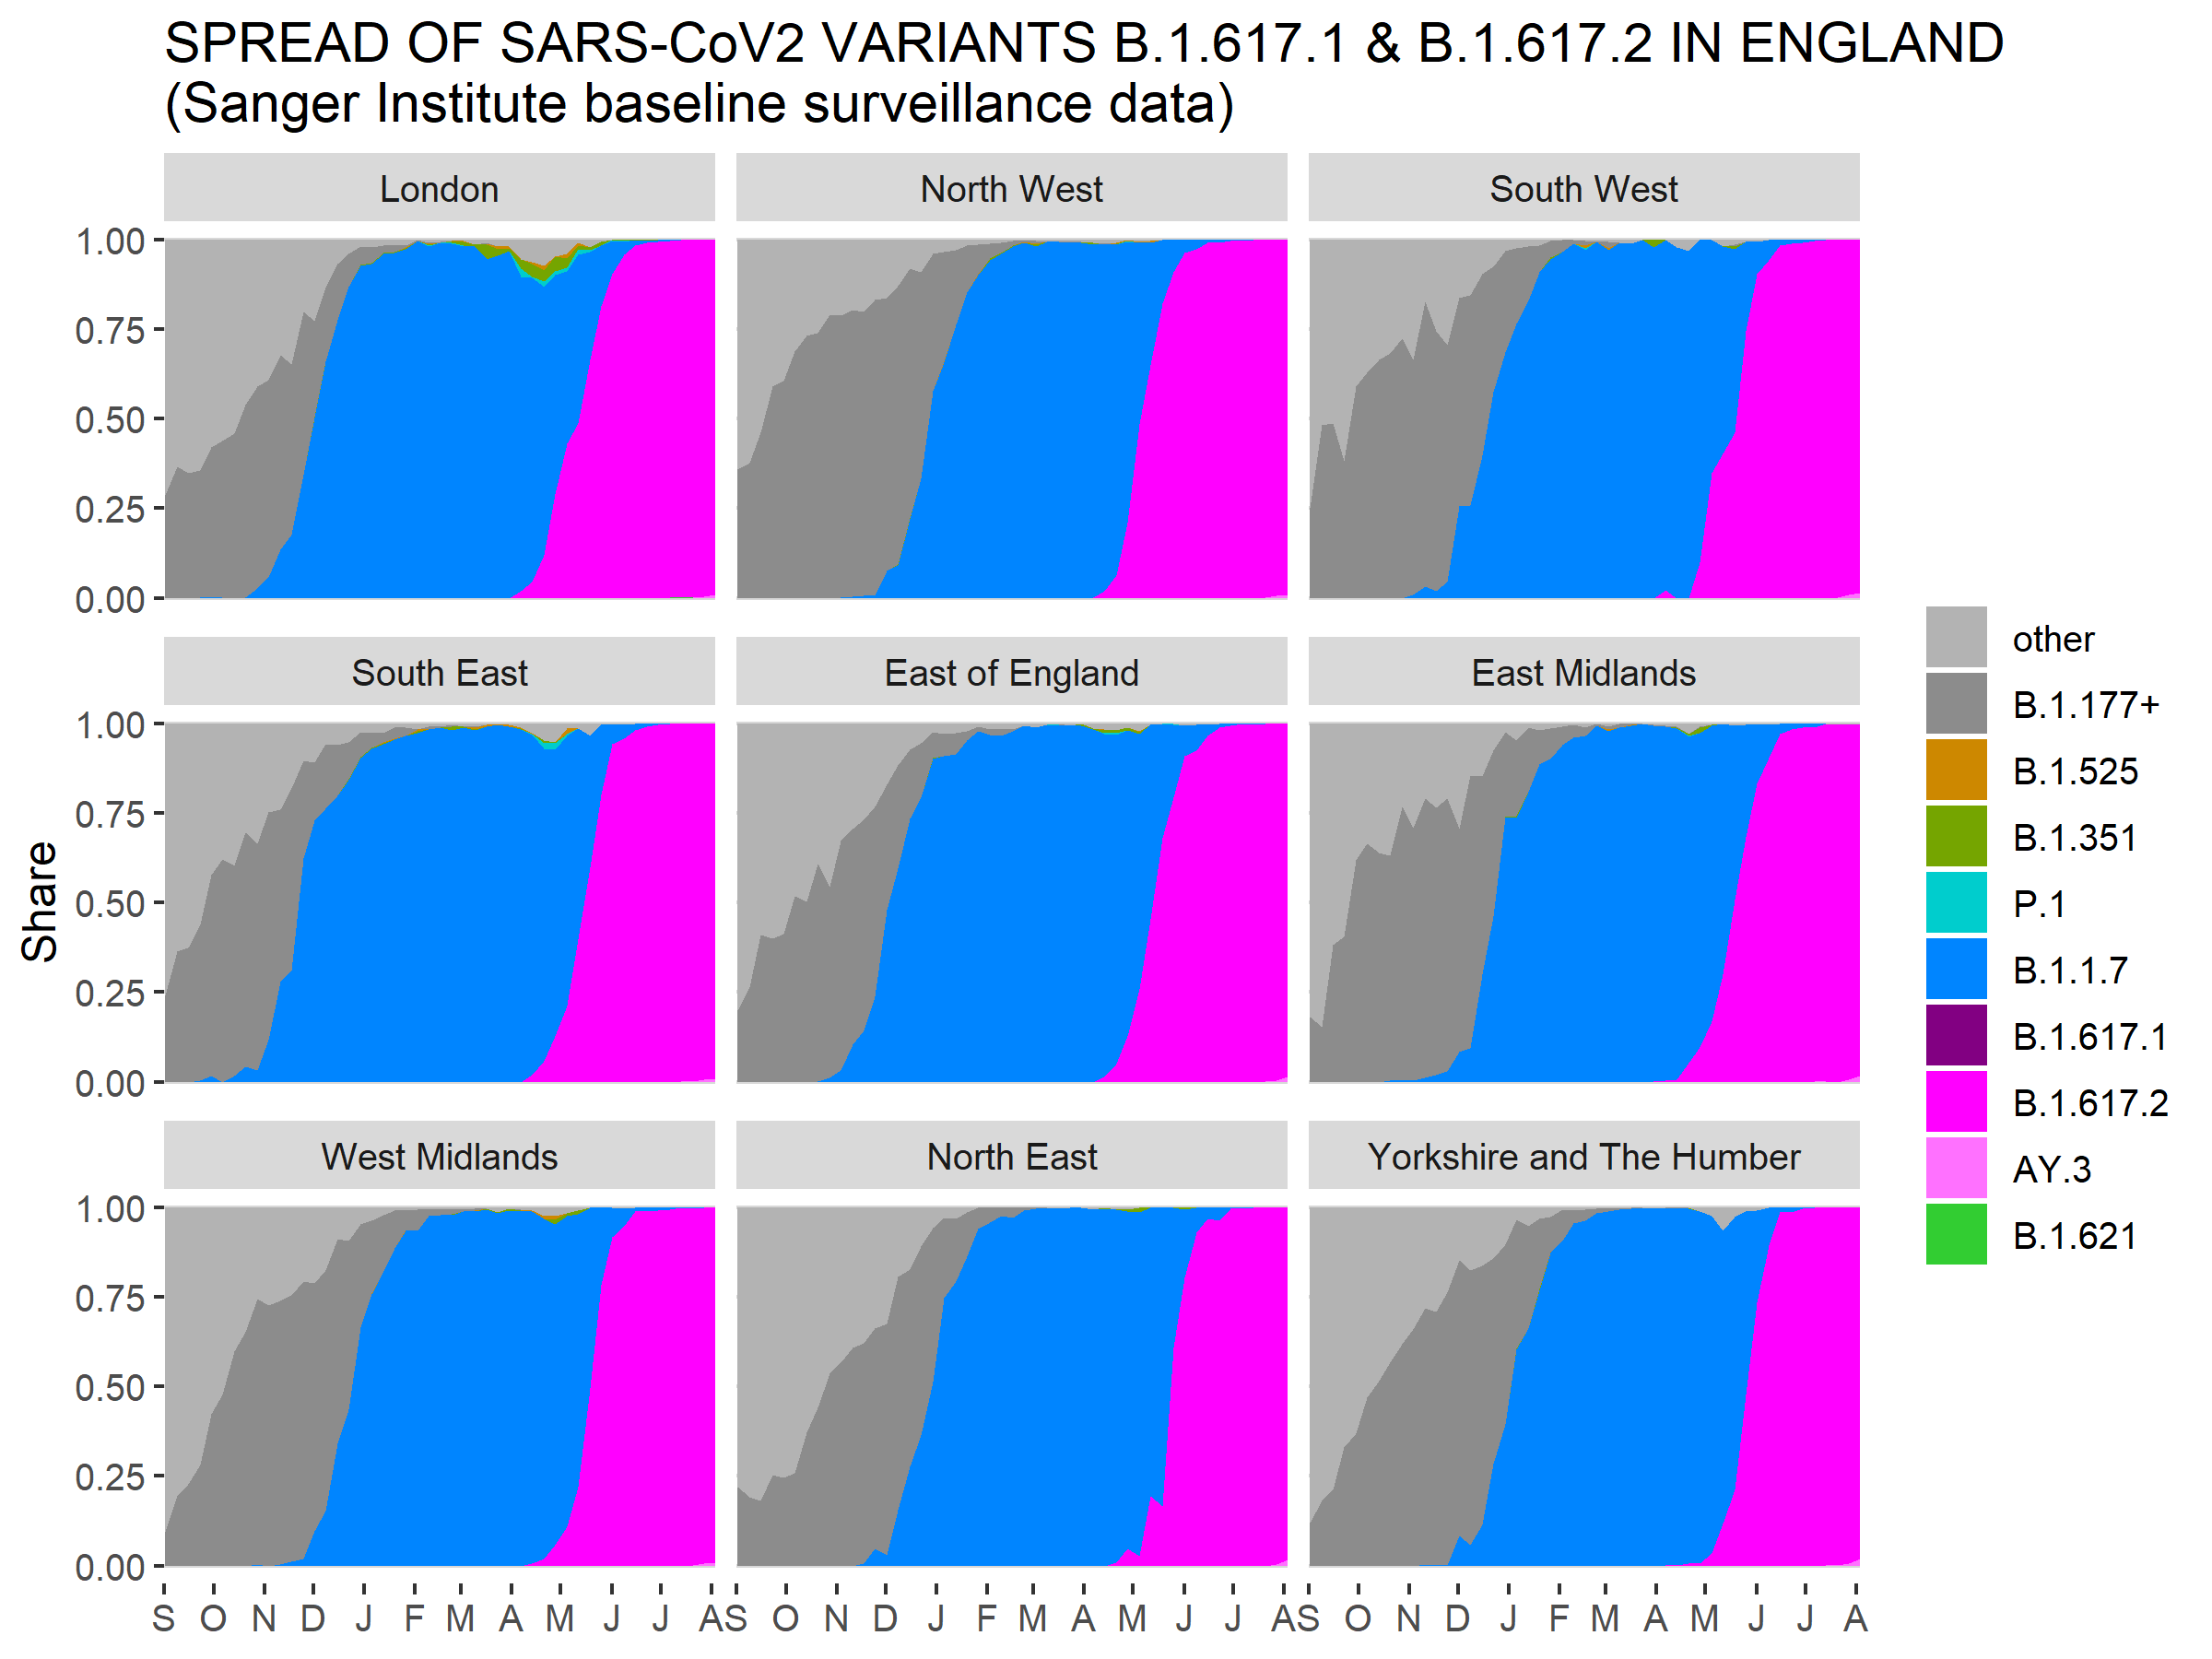 SPREAD OF SARS-CoV2 VARIANTS B.1.617.1 & B.1.617.2 IN ENGLAND
(Sanger Institute baseline surveillance data)
London
North West
South West
1.00
0.75
0.50
0.25
0.00
South East
East of England
East Midlands
1.00
0.75
0.50
0.25
0.00
West Midlands
North East
Yorkshire and The Humber
1.00
0.75
0.50
0.25
0.00
S O N D J F M A M J J A
S O N D J F M A M J J A
S O N D J F M A M J J A
Share
other
B.1.177+
B.1.525
B.1.351
P.1
B.1.1.7
B.1.617.1
B.1.617.2
AY.3
B.1.621